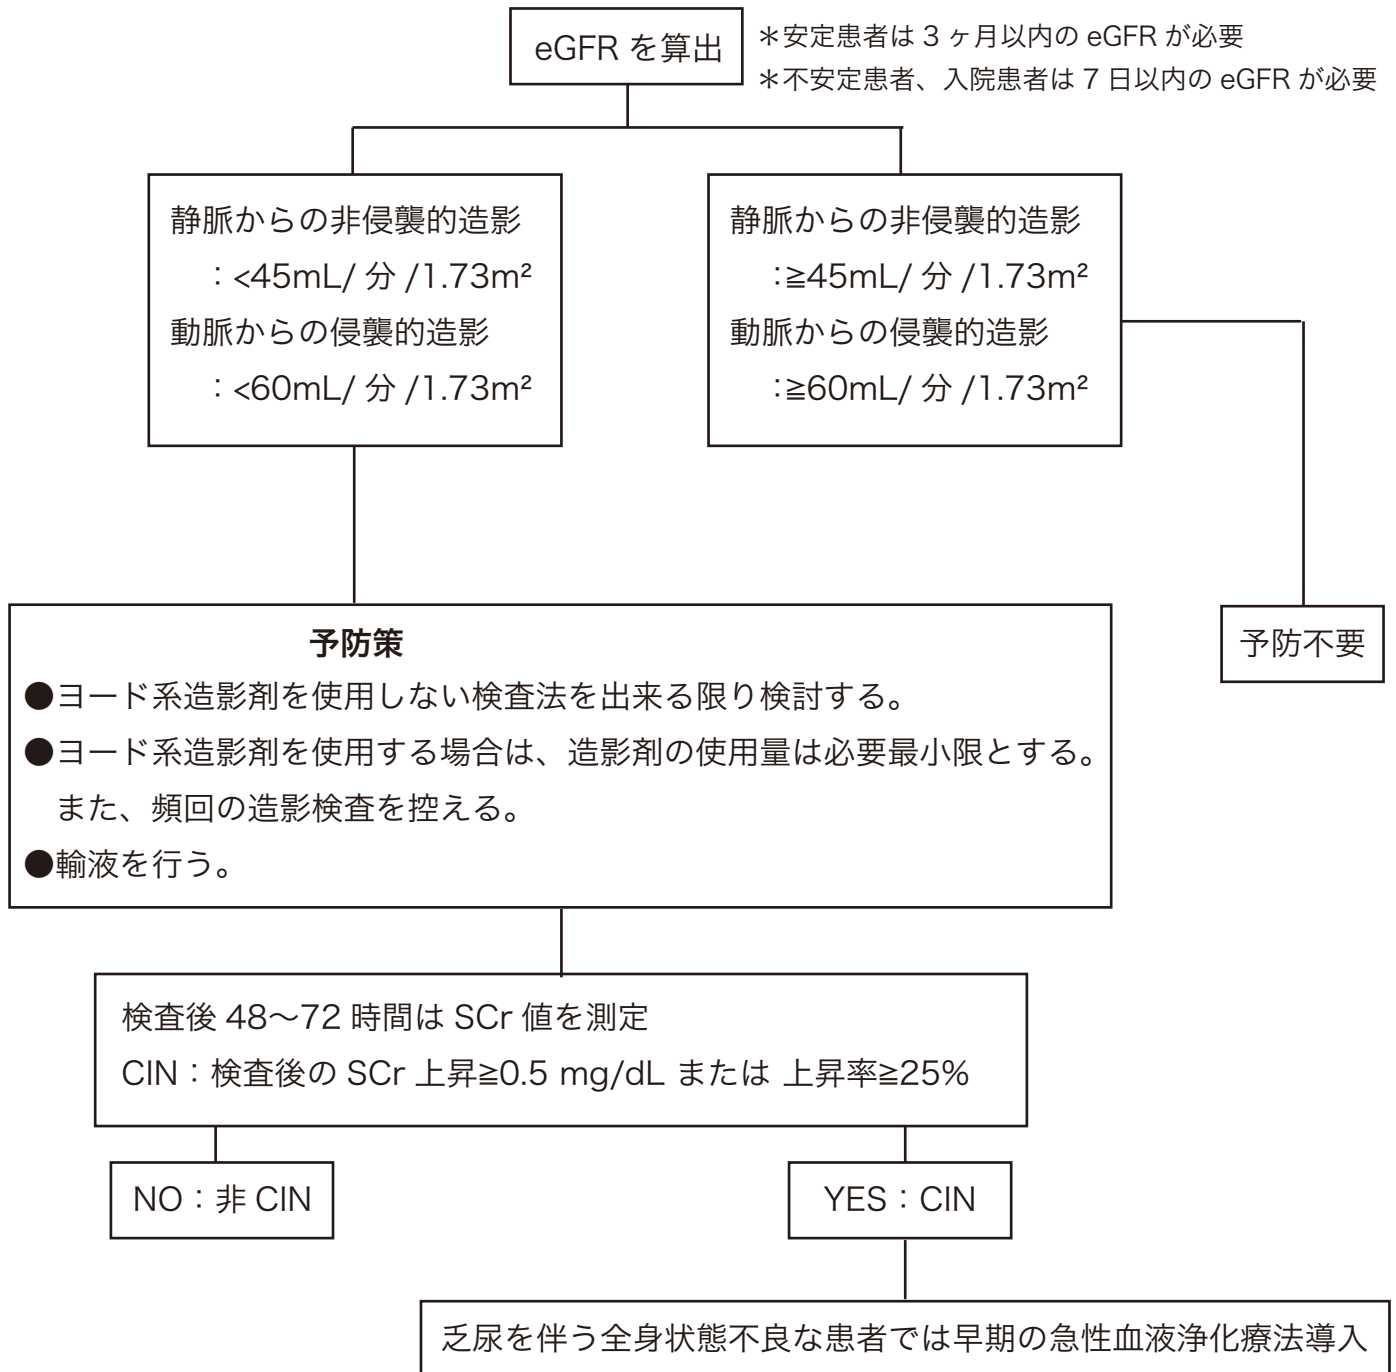 eGFR を算出
＊安定患者は 3 ヶ月以内の eGFR が必要
＊不安定患者、入院患者は 7 日以内の eGFR が必要
静脈からの非侵襲的造影
：<45mL/ 分 /1.73m²
動脈からの侵襲的造影
：<60mL/ 分 /1.73m²
静脈からの非侵襲的造影
：≧45mL/ 分 /1.73m²
動脈からの侵襲的造影
：≧60mL/ 分 /1.73m²
予防策
●ヨード系造影剤を使用しない検査法を出来る限り検討する。
●ヨード系造影剤を使用する場合は、造影剤の使用量は必要最小限とする。
また、頻回の造影検査を控える。
●輸液を行う。
予防不要
検査後 48〜72 時間は SCr 値を測定
CIN：検査後の SCr 上昇≧0.5 mg/dL または 上昇率≧25%
NO：非 CIN
YES：CIN
乏尿を伴う全身状態不良な患者では早期の急性血液浄化療法導入